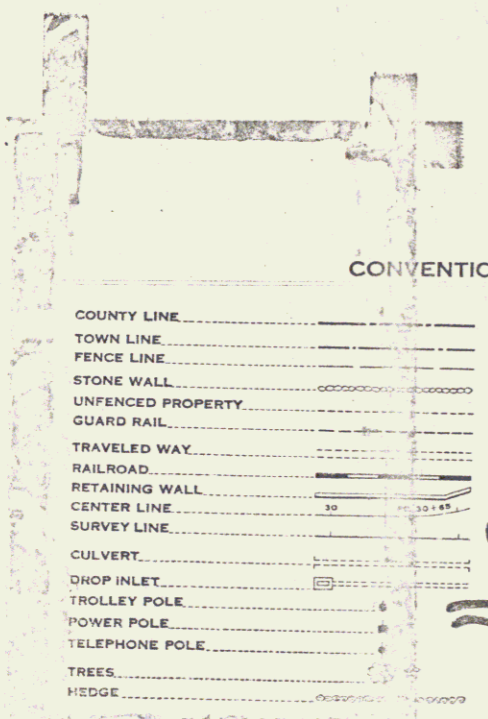 CONVENTIO
COUNTY LINE
TOWN LINE
FENCE LINE
STONE WALL
UNFENCED PROPERTY
GUARD RAIL
TRAVELED WAY
RAILROAD
RETAINING WALL
CENTER LINE 30 30+65
SURVEY LINE
CULVERT
DROP INLET
TROLLEY POLE
POWER POLE
TELEPHONE POLE
TREES
HEDGE